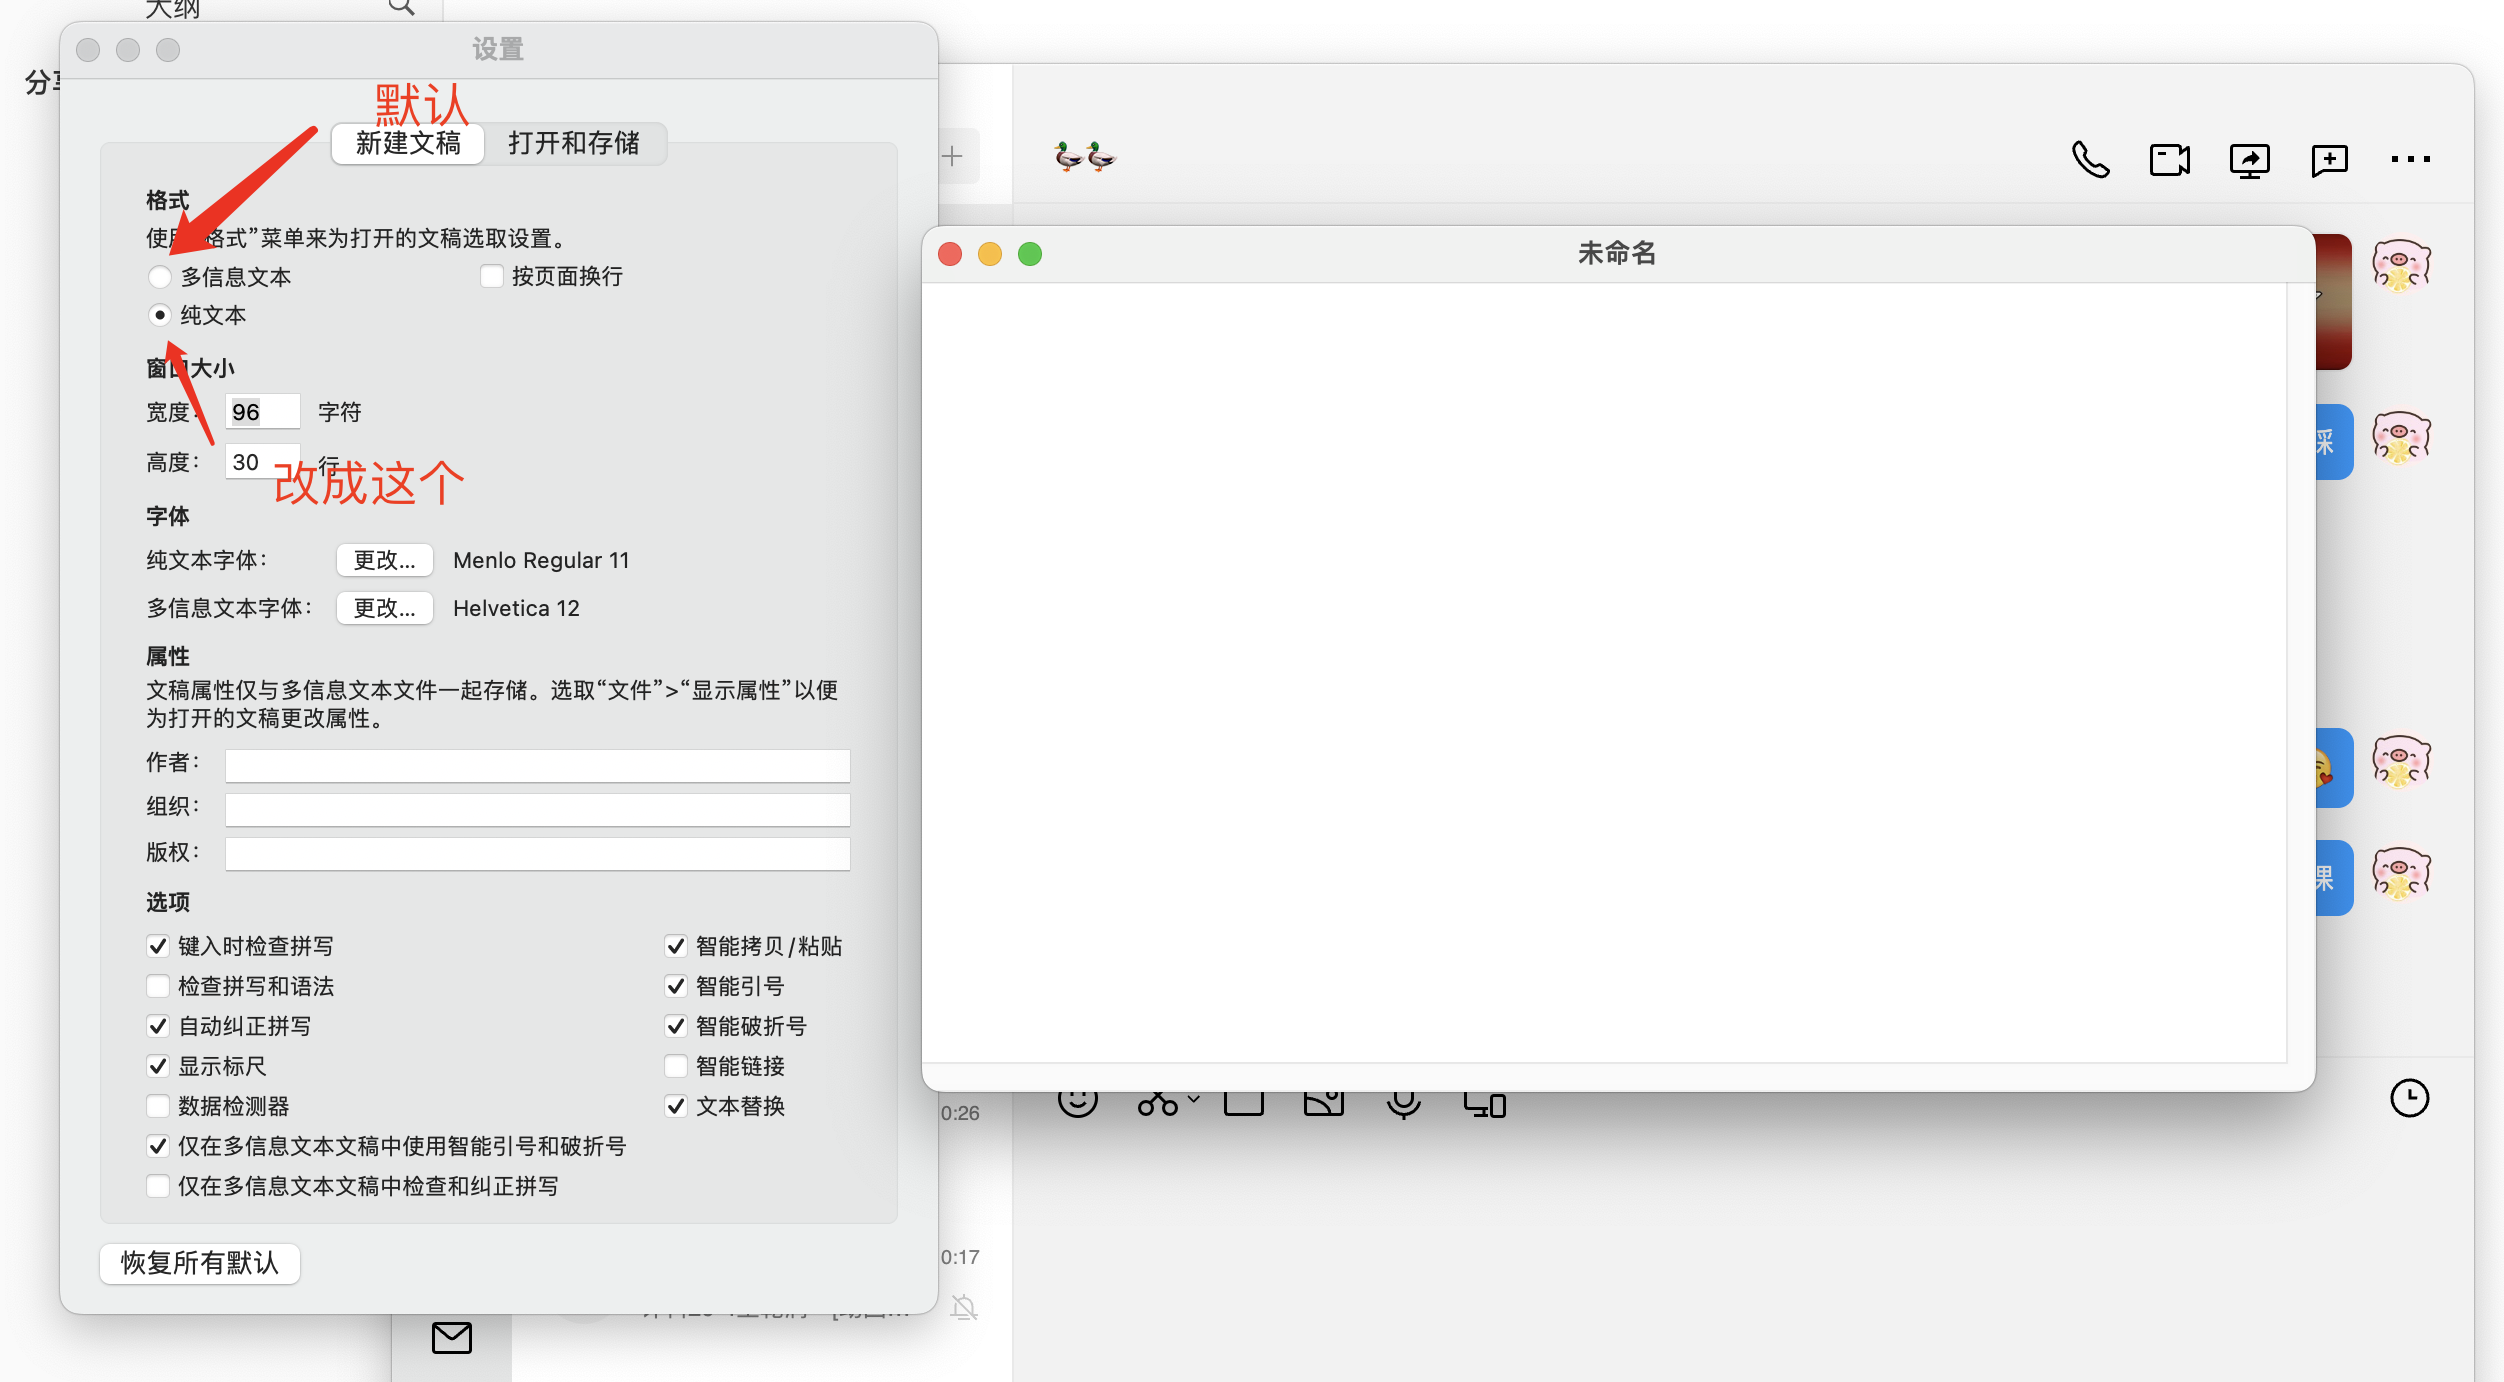 大纲
设置
默认
新建文稿 打开和存储
格式
格式”菜单来为打开的文稿选取设置。
多信息文本 按页面换行
纯文本
窗口大小
宽度： 96 字符
高度： 30 行
改成这个
字体
纯文本字体： 更改... Menlo Regular 11
多信息文本字体： 更改... Helvetica 12
属性
文稿属性仅与多信息文本文件一起存储。选取“文件”>“显示属性”以便
为打开的文稿更改属性。
作者：
组织：
版权：
选项
键入时检查拼写 智能拷贝/粘贴
检查拼写和语法 智能引号
自动纠正拼写 智能破折号
显示标尺 智能链接
数据检测器 文本替换
仅在多信息文本文稿中使用智能引号和破折号
仅在多信息文本文稿中检查和纠正拼写
恢复所有默认
未命名
0:26
0:17